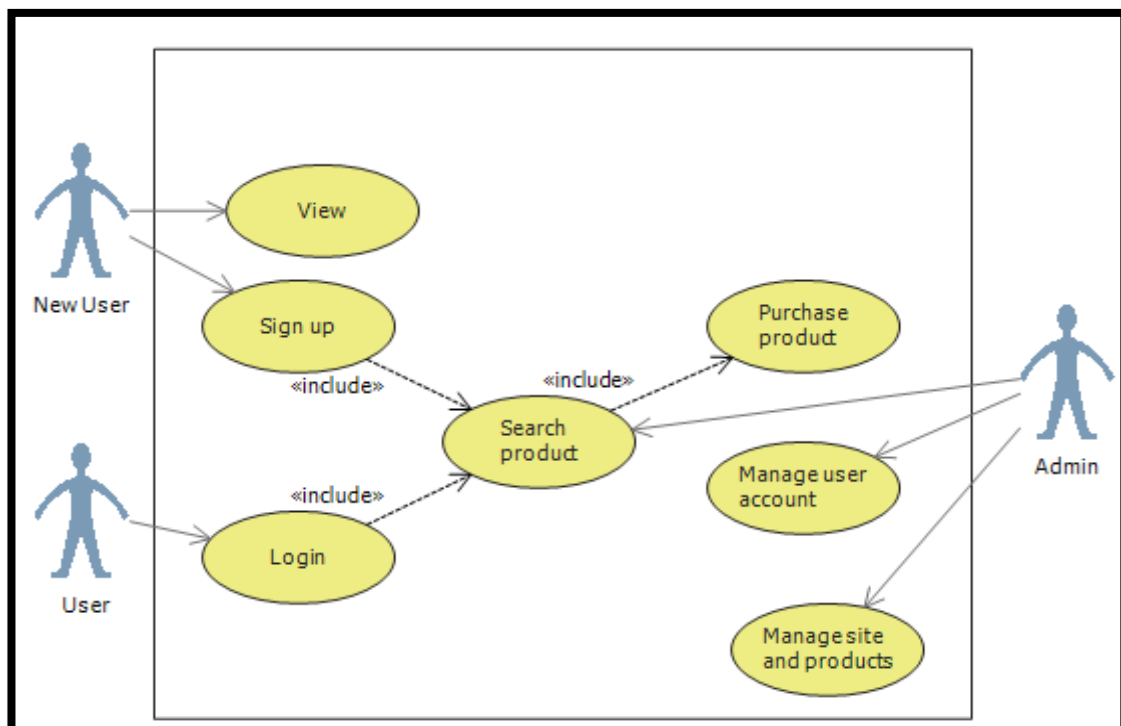 View
New User
Sign up
Purchase
product
«include»
«include»
Search
product
Admin
Manage user
account
«include»
Login
User
Manage site
and products